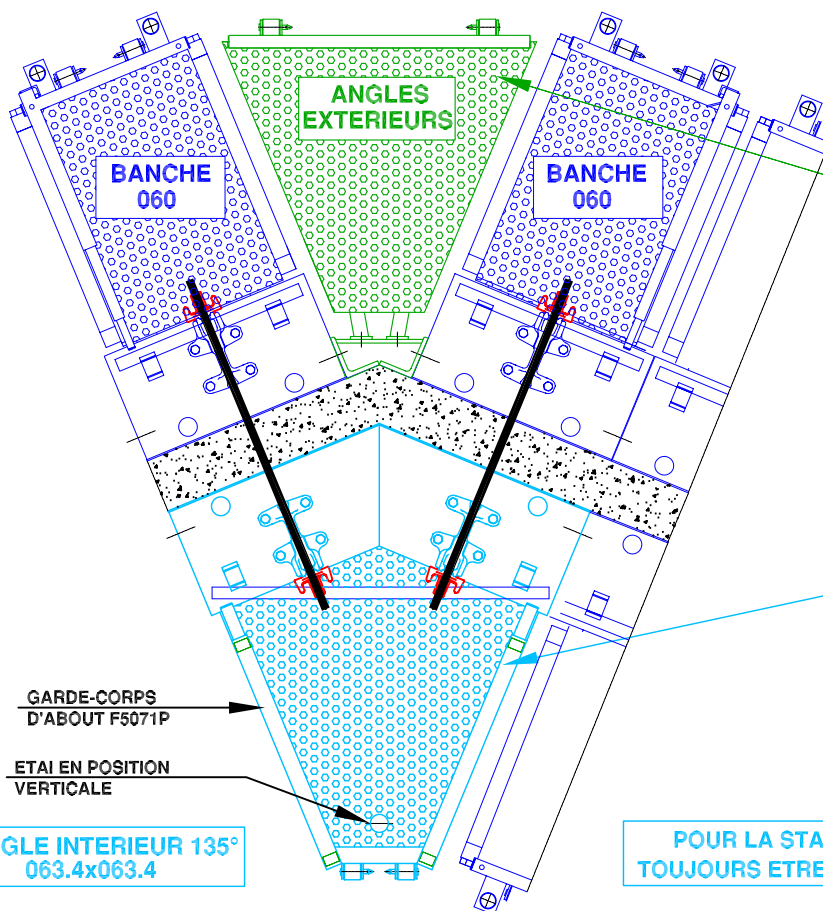 ANGLES
EXTERIEURS
BANCHE
060
BANCHE
060
GARDE-CORPS
D'ABOUT F5071P
ETAI EN POSITION
VERTICALE
GLE INTERIEUR 135°
063.4x063.4
POUR LA STA
TOUJOURS ETRE